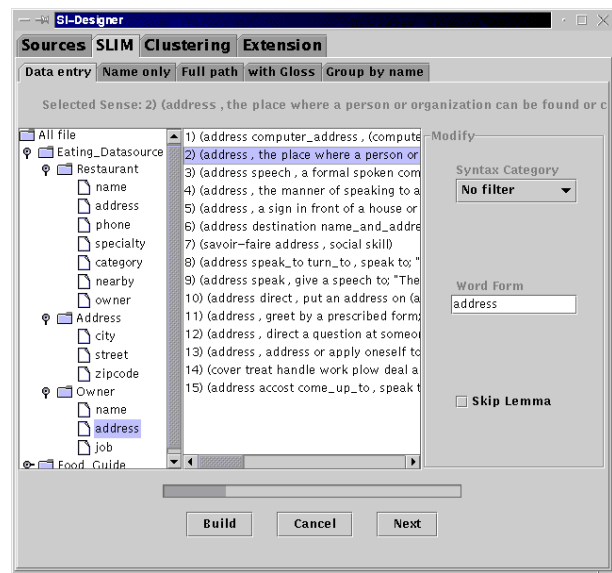 SI-Designer
Sources SLIM Clustering Extension
Data entry Name only Full path with Gloss Group by name
Selected Sense: 2) (address , the place where a person or organization can be found or c
All file
Eating_Datasource
Restaurant
name
address
phone
specialty
category
nearby
owner
Address
city
street
zipcode
Owner
name
address
job
Food_Guide
1) (address computer_address , (compute
2) (address , the place where a person or
3) (address speech , a formal spoken com
4) (address , the manner of speaking to a
5) (address , a sign in front of a house or
6) (address destination name_and_addre
7) (savoir-faire address , social skill)
8) (address speak_to turn_to , speak to; "
9) (address speak , give a speech to; "The
10) (address direct , put an address on (a
11) (address , greet by a prescribed form;
12) (address , direct a question at someo
13) (address , address or apply oneself to
14) (cover treat handle work plow deal a
15) (address accost come_up_to , speak t
Modify
Syntax Category
No filter
Word Form
address
Skip Lemma
Build Cancel Next